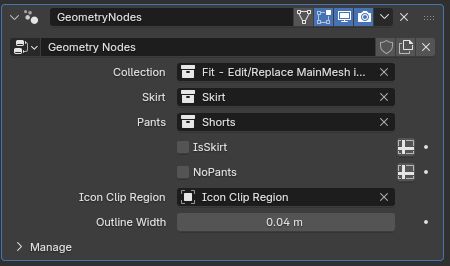 GeometryNodes
Geometry Nodes
Collection Fit - Edit/Replace MainMesh i...
Skirt Skirt
Pants Shorts
IsSkirt
NoPants
Icon Clip Region Icon Clip Region
Outline Width 0.04 m
Manage